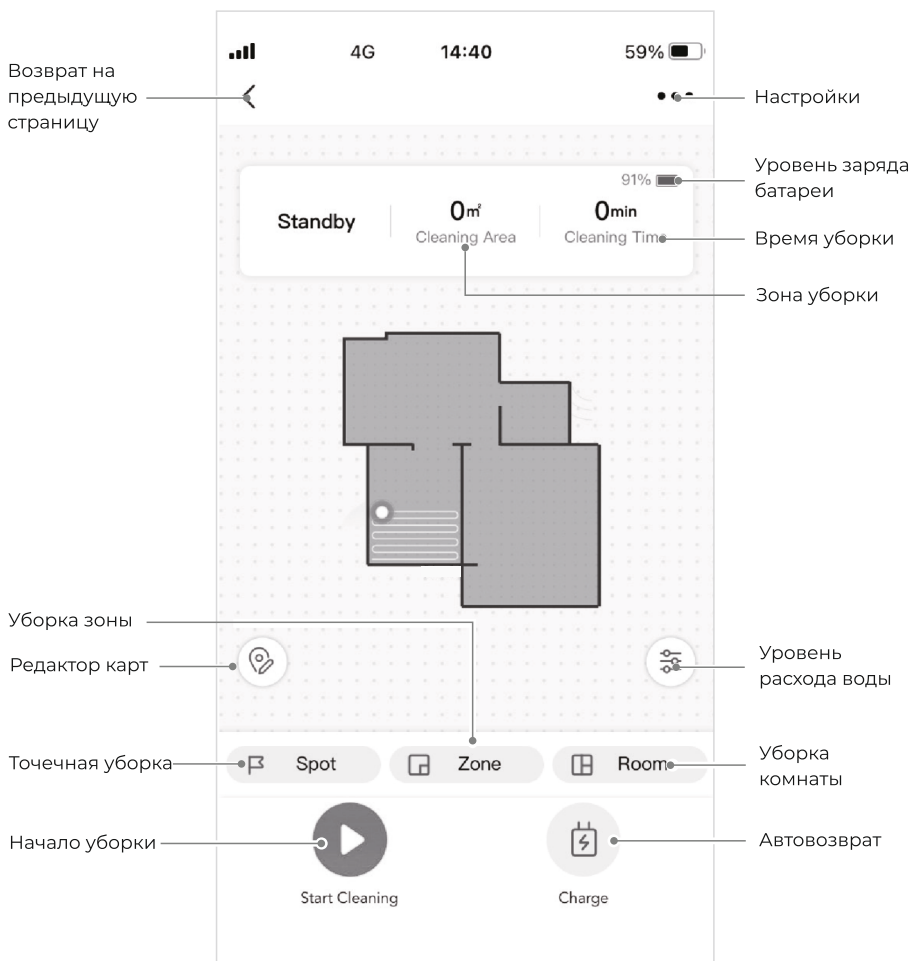 4G 14:40 59%
Возврат на
предыдущую
страницу
Настройки
Уровень заряда
батареи
91%
Standby
0㎡
Cleaning Area
0min
Cleaning Time
Время уборки
Зона уборки
Уборка зоны
Редактор карт
Уровень
расхода воды
Точечная уборка
Spot
Zone
Room
Уборка
комнаты
Начало уборки
Автовозврат
Start Cleaning
Charge